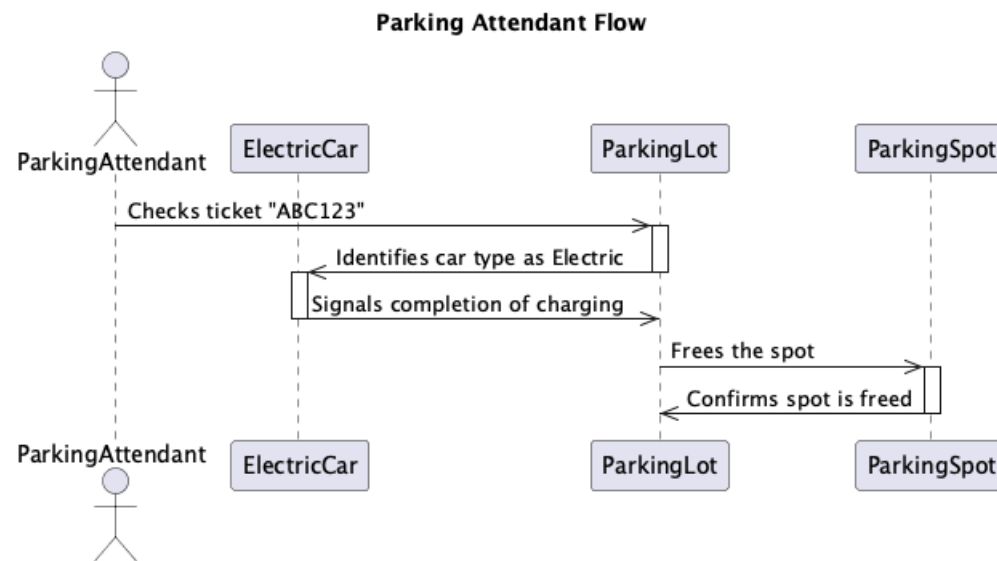 Parking Attendant Flow
ParkingAttendant
ElectricCar
ParkingLot
ParkingSpot
Checks ticket "ABC123"
Identifies car type as Electric
Signals completion of charging
Frees the spot
Confirms spot is freed
ParkingAttendant
ElectricCar
ParkingLot
ParkingSpot